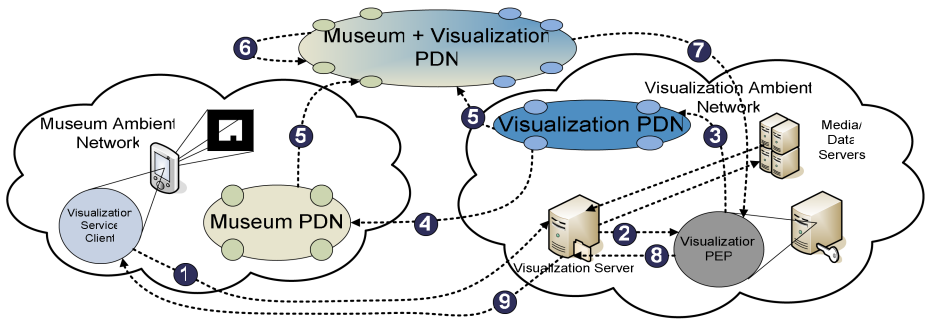 Museum + Visualization
PDN
6
7
Visualization Ambient
Network
Museum Ambient
Network
5
5
Visualization PDN
3
Media/
Data
Servers
Visualization
Service
Client
Museum PDN
4
2
Visualization
PEP
Visualization Server
8
1
9